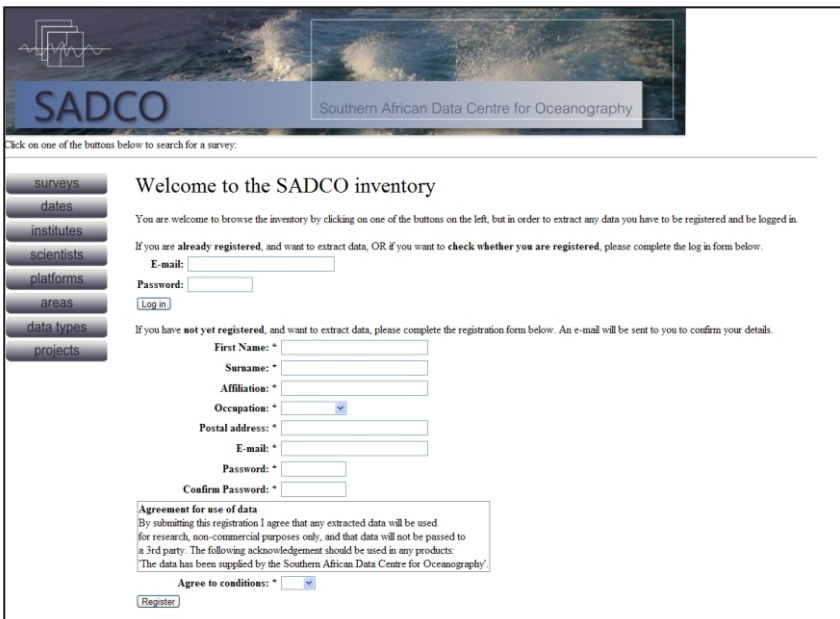 SADCO
Southern African Data Centre for Oceanography
Click on one of the buttons below to search for a survey:
surveys
dates
institutes
scientists
platforms
areas
data types
projects
Welcome to the SADCO inventory
You are welcome to browse the inventory by clicking on one of the buttons on the left, but in order to extract any data you have to be registered and be logged in.
If you are already registered, and want to extract data, OR if you want to check whether you are registered, please complete the log in form below.
E-mail:
Password:
Log in
If you have not yet registered, and want to extract data, please complete the registration form below. An e-mail will be sent to you to confirm your details.
First Name: *
Surname: *
Affiliation: *
Occupation: *
Postal address: *
E-mail: *
Password: *
Confirm Password: *
Agreement for use of data
By submitting this registration I agree that any extracted data will be used
for research, non-commercial purposes only, and that data will not be passed to
a 3rd party. The following acknowledgement should be used in any products:
'The data has been supplied by the Southern African Data Centre for Oceanography'.
Agree to conditions: *
Register